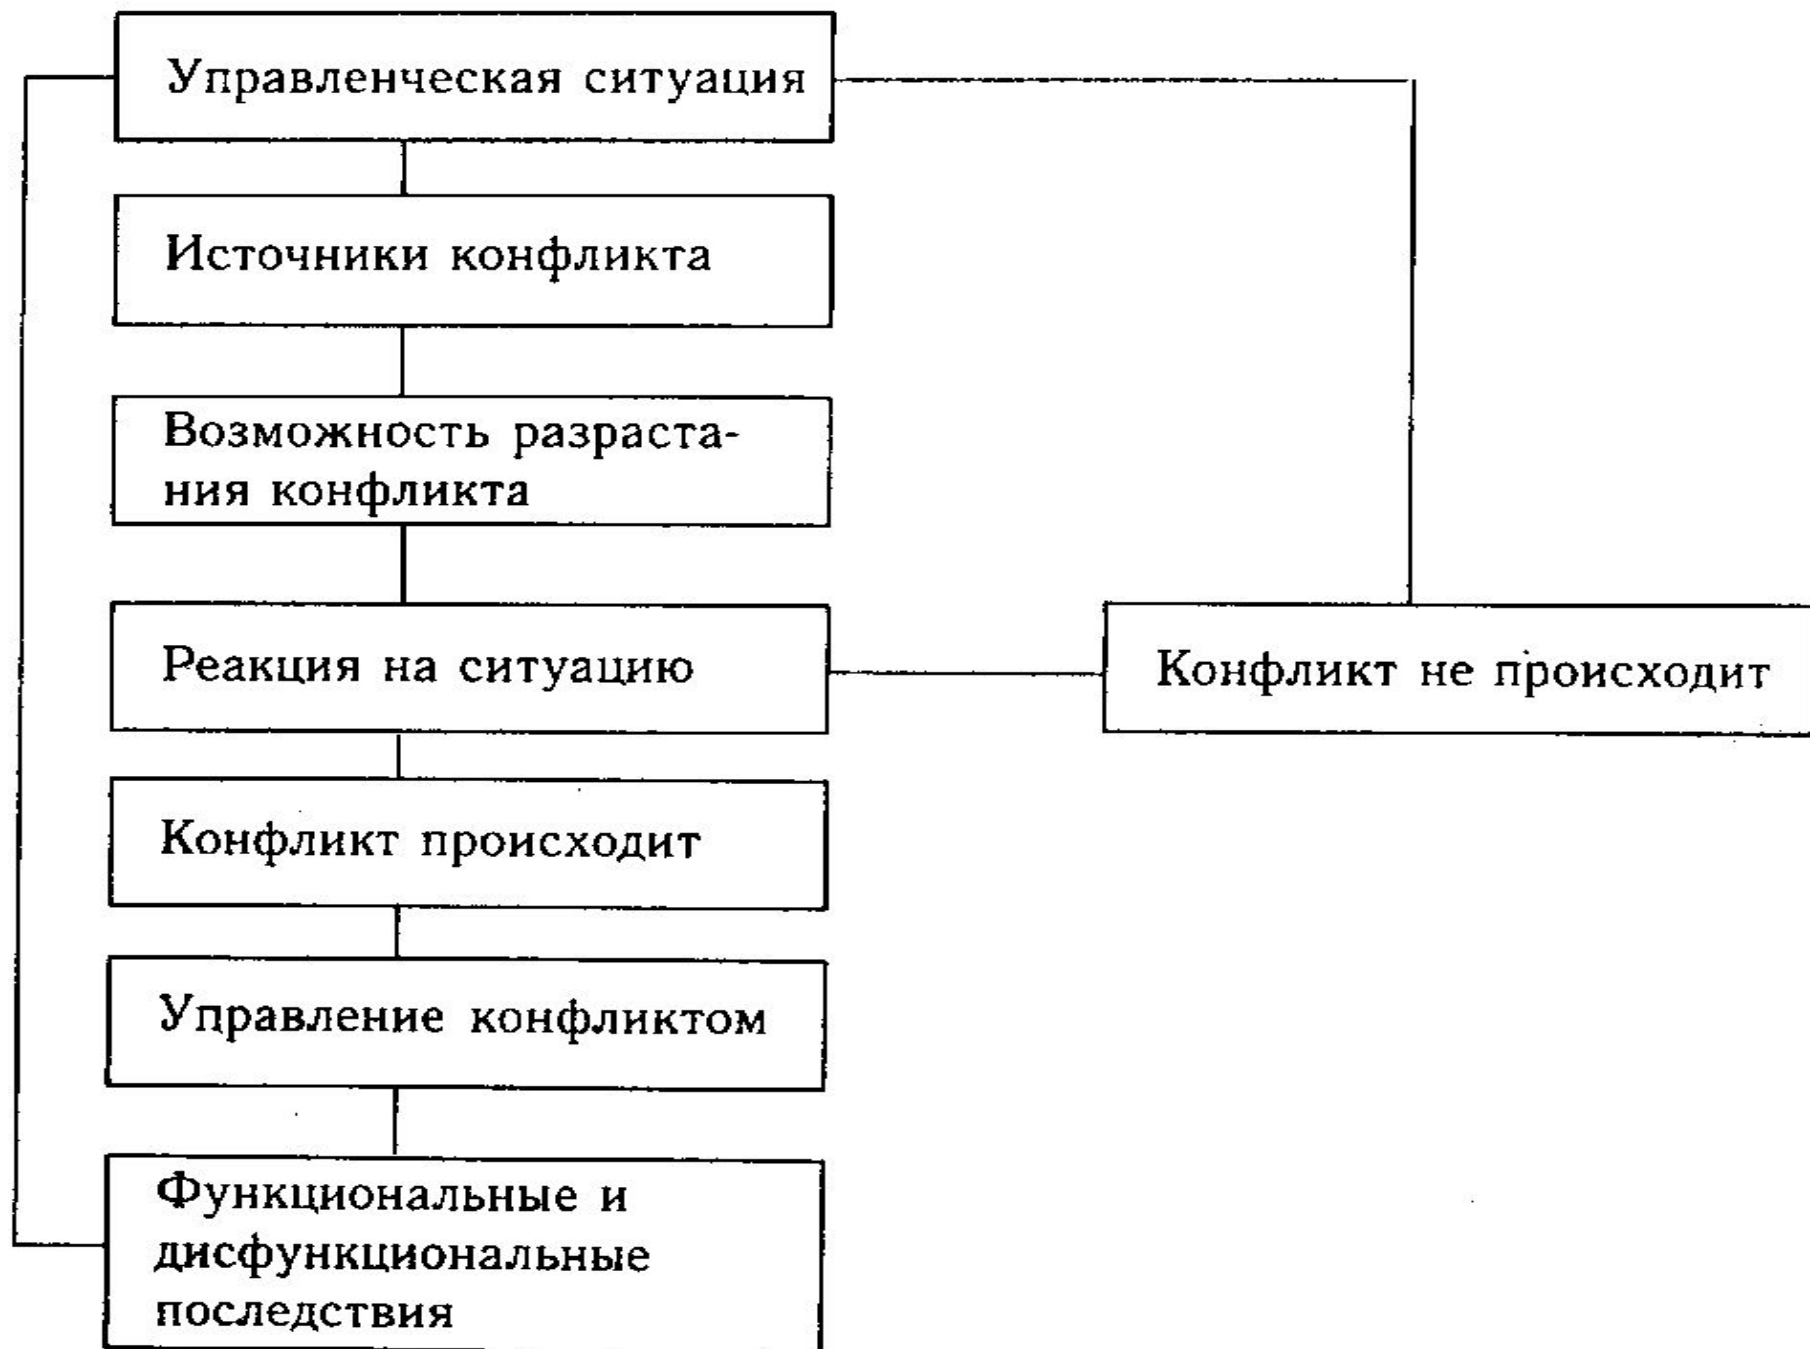 Управленческая ситуация
Источники конфликта
Возможность разраста-
ния конфликта
Реакция на ситуацию
Конфликт не происходит
Конфликт происходит
Управление конфликтом
Функциональные и
дисфункциональные
последствия